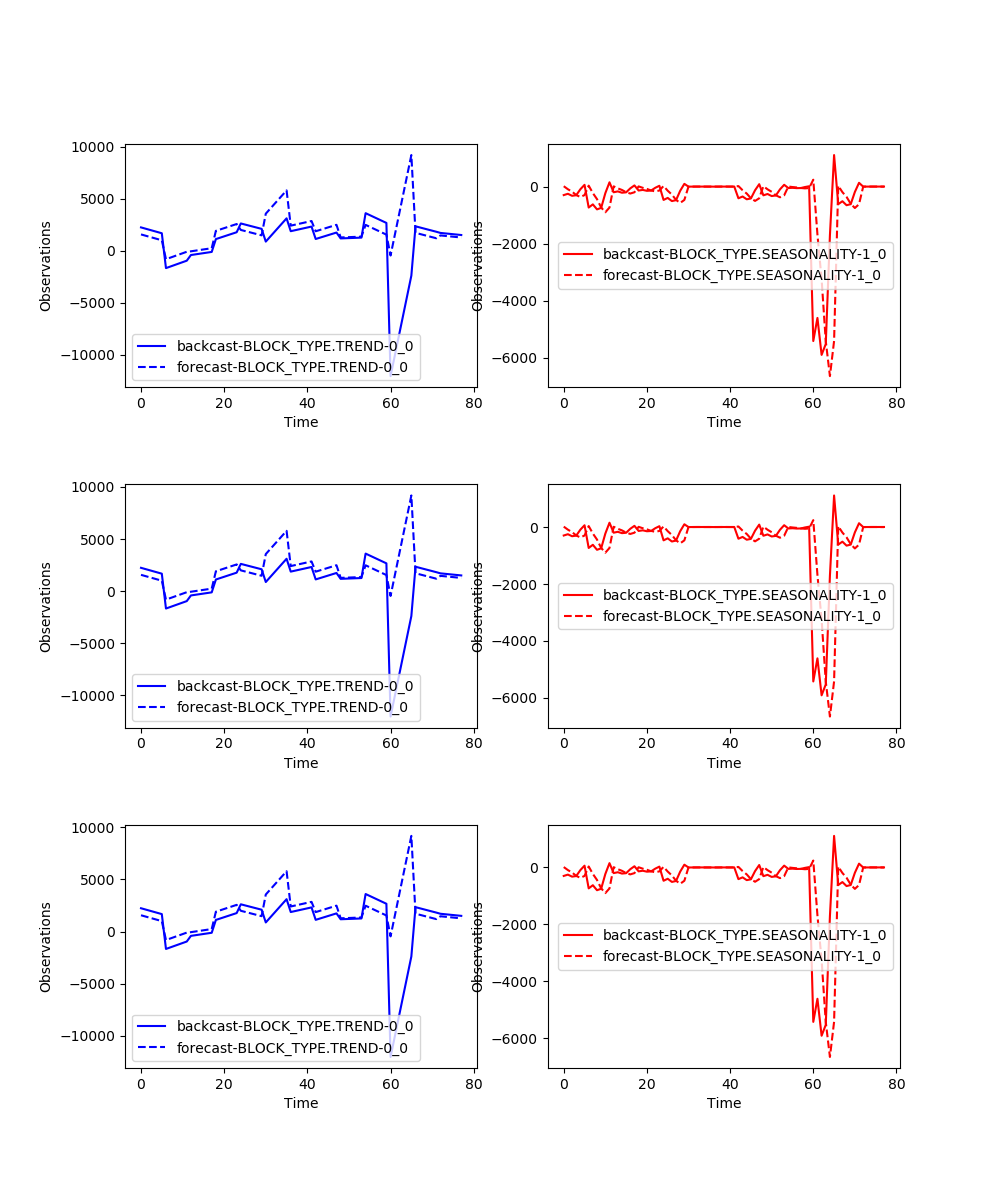 10000
5000
0
−5000
−10000
Observations
backcast-BLOCK_TYPE.TREND-0_0
forecast-BLOCK_TYPE.TREND-0_0
0 20 40 60 80
Time
0
−2000
−4000
−6000
Observations
backcast-BLOCK_TYPE.SEASONALITY-1_0
forecast-BLOCK_TYPE.SEASONALITY-1_0
0 20 40 60 80
Time
10000
5000
0
−5000
−10000
Observations
backcast-BLOCK_TYPE.TREND-0_0
forecast-BLOCK_TYPE.TREND-0_0
0 20 40 60 80
Time
0
−2000
−4000
−6000
Observations
backcast-BLOCK_TYPE.SEASONALITY-1_0
forecast-BLOCK_TYPE.SEASONALITY-1_0
0 20 40 60 80
Time
10000
5000
0
−5000
−10000
Observations
backcast-BLOCK_TYPE.TREND-0_0
forecast-BLOCK_TYPE.TREND-0_0
0 20 40 60 80
Time
0
−2000
−4000
−6000
Observations
backcast-BLOCK_TYPE.SEASONALITY-1_0
forecast-BLOCK_TYPE.SEASONALITY-1_0
0 20 40 60 80
Time